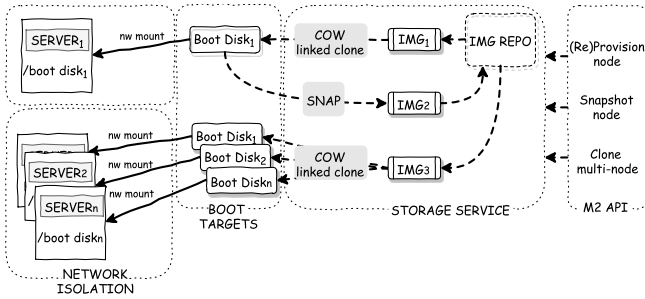 SERVER1
/boot disk1
nw mount
Boot Disk1
COW
linked clone
IMG1
IMG REPO
(Re)Provision
node
SNAP
IMG2
Snapshot
node
nw mount
Boot Disk1
SERVER2
nw mount
Boot Disk2
COW
linked clone
IMG3
Clone
multi-node
SERVERn
nw mount
Boot Diskn
/boot diskn
BOOT
TARGETS
STORAGE SERVICE
M2 API
NETWORK
ISOLATION